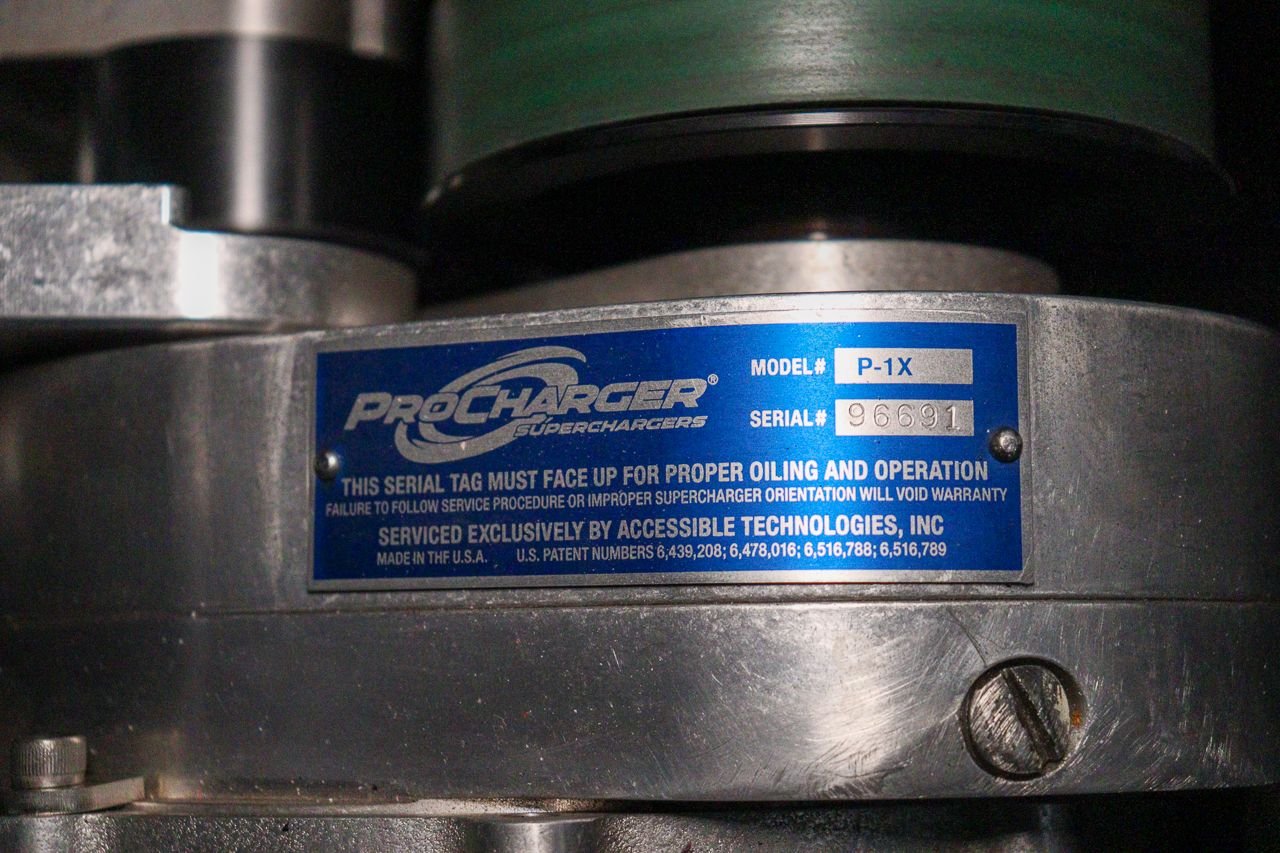 PROCHARGER®
SUPERCHARGERS
MODEL# P-1X
SERIAL# 96691
THIS SERIAL TAG MUST FACE UP FOR PROPER OILING AND OPERATION
FAILURE TO FOLLOW SERVICE PROCEDURE OR IMPROPER SUPERCHARGER ORIENTATION WILL VOID WARRANTY
SERVICED EXCLUSIVELY BY ACCESSIBLE TECHNOLOGIES, INC
MADE IN THE U.S.A. U.S. PATENT NUMBERS 6,439,208; 6,478,016; 6,516,788; 6,516,789